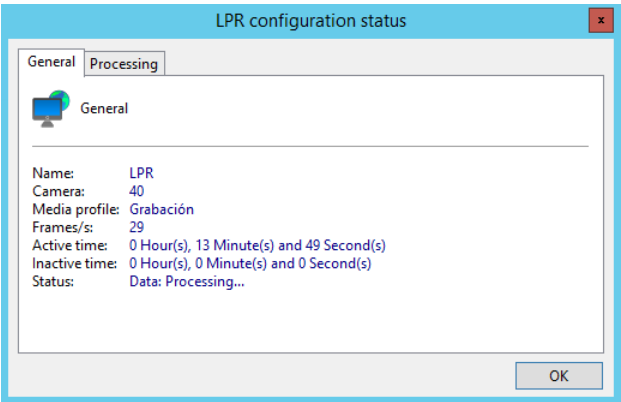 LPR configuration status
x
General Processing
General
Name: LPR
Camera: 40
Media profile: Grabación
Frames/s: 29
Active time: 0 Hour(s), 13 Minute(s) and 49 Second(s)
Inactive time: 0 Hour(s), 0 Minute(s) and 0 Second(s)
Status: Data: Processing...
OK